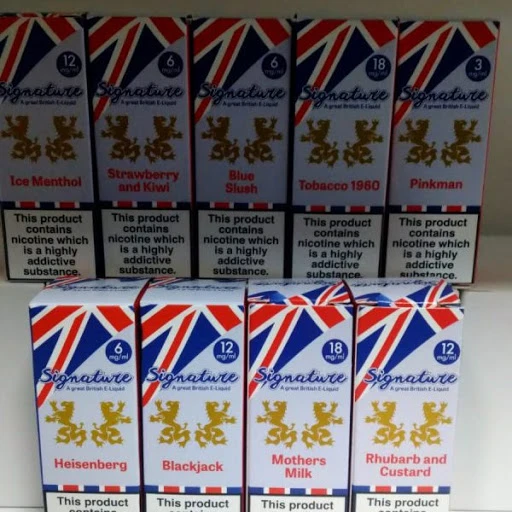 12
mg/ml
Signature
A great British E-Liquid
Ice Menthol
This product
contains
nicotine which
is a highly
addictive
substance.
6
mg/ml
Signature
A great British E-Liquid
Strawberry
and Kiwi
This product
contains
nicotine which
is a highly
addictive
substance.
6
mg/ml
Signature
A great British E-Liquid
Blue
Slush
This product
contains
nicotine which
is a highly
addictive
substance.
18
mg/ml
Signature
A great British E-Liquid
Tobacco 1960
This product
contains
nicotine which
is a highly
addictive
substance.
3
mg/ml
Signature
A great British E-Liquid
Pinkman
This product
contains
nicotine which
is a highly
addictive
substance.
6
mg/ml
Signature
A great British E-Liquid
Heisenberg
This product
contains
12
mg/ml
Signature
A great British E-Liquid
Blackjack
This product
contains
18
mg/ml
Signature
A great British E-Liquid
Mothers
Milk
This product
12
mg/ml
Signature
A great British E-Liquid
Rhubarb and
Custard
This product